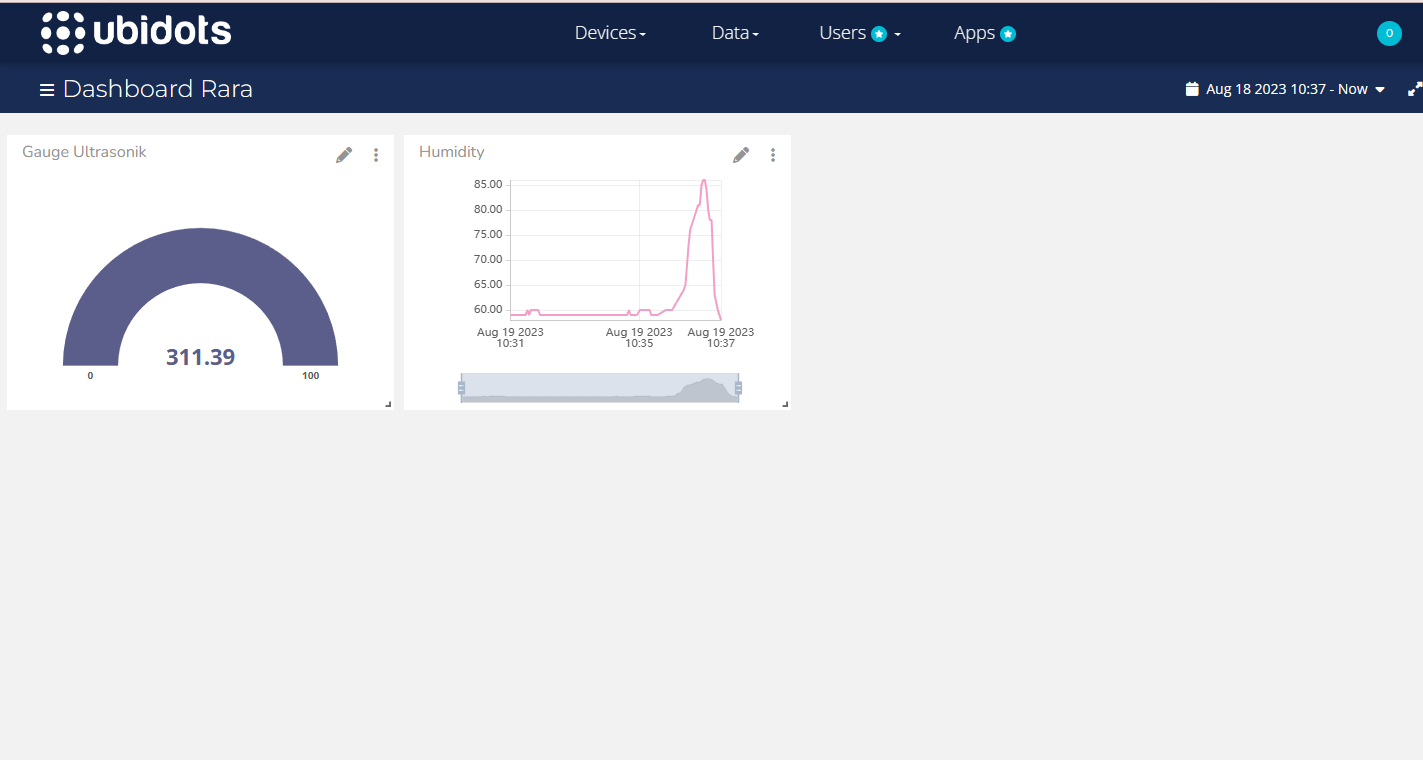 ubidots
Devices
Data
Users
Apps
0
Dashboard Rara
Aug 18 2023 10:37 - Now
Gauge Ultrasonik
311.39
0
100
Humidity
85.00
80.00
75.00
70.00
65.00
60.00
Aug 19 2023
10:31
Aug 19 2023
10:35
Aug 19 2023
10:37